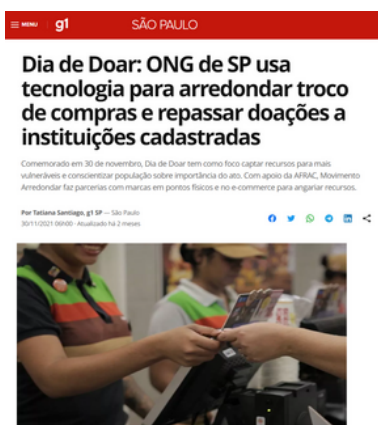 MENU g1 SÃO PAULO
Dia de Doar: ONG de SP usa
tecnologia para arredondar troco
de compras e repassar doações a
instituições cadastradas
Comemorado em 30 de novembro, Dia de Doar tem como foco captar recursos para mais
vulneráveis e conscientizar população sobre importância do ato. Com apoio da AFRAC, Movimento
Arredondar faz parcerias com marcas em pontos físicos e no e-commerce para angariar recursos.
Por Tatiana Santiago, g1 SP — São Paulo
30/11/2021 06h00 · Atualizado há 2 meses